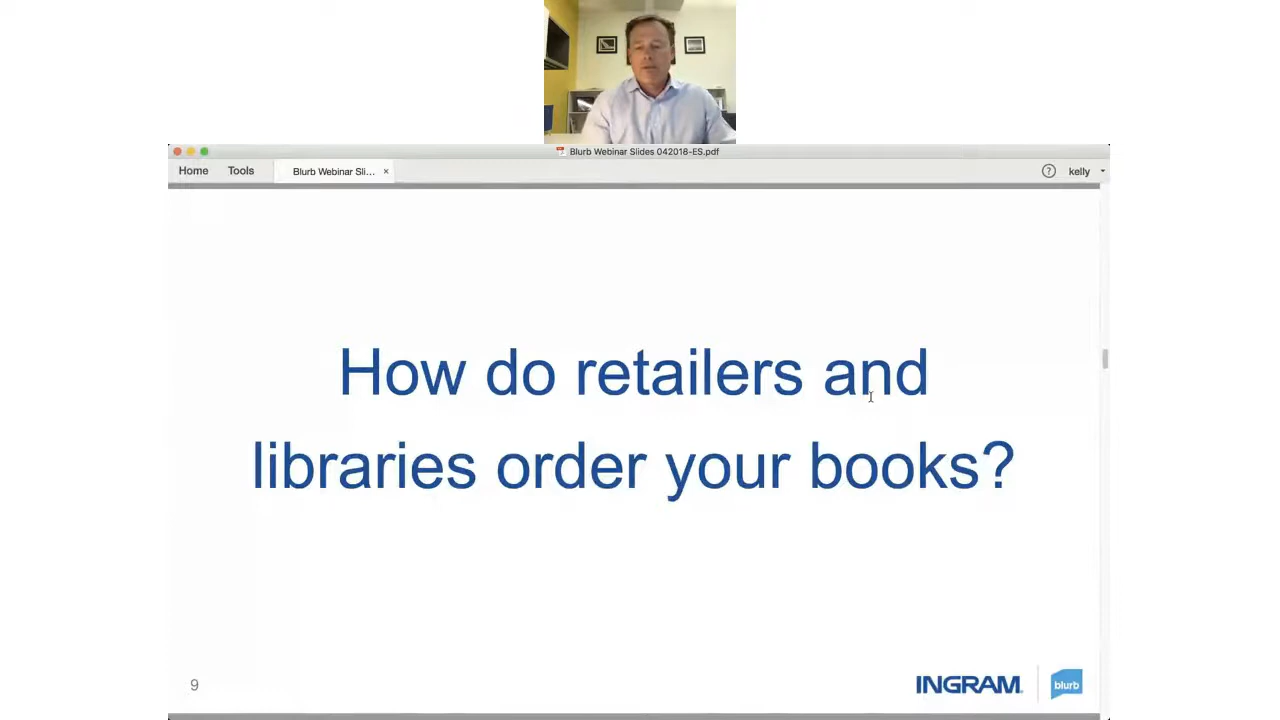 Blurb Webinar Slides 042018-ES.pdf
Home Tools Blurb Webinar Sli... × ? kelly
How do retailers and
libraries order your books?
9 INGRAM blurb